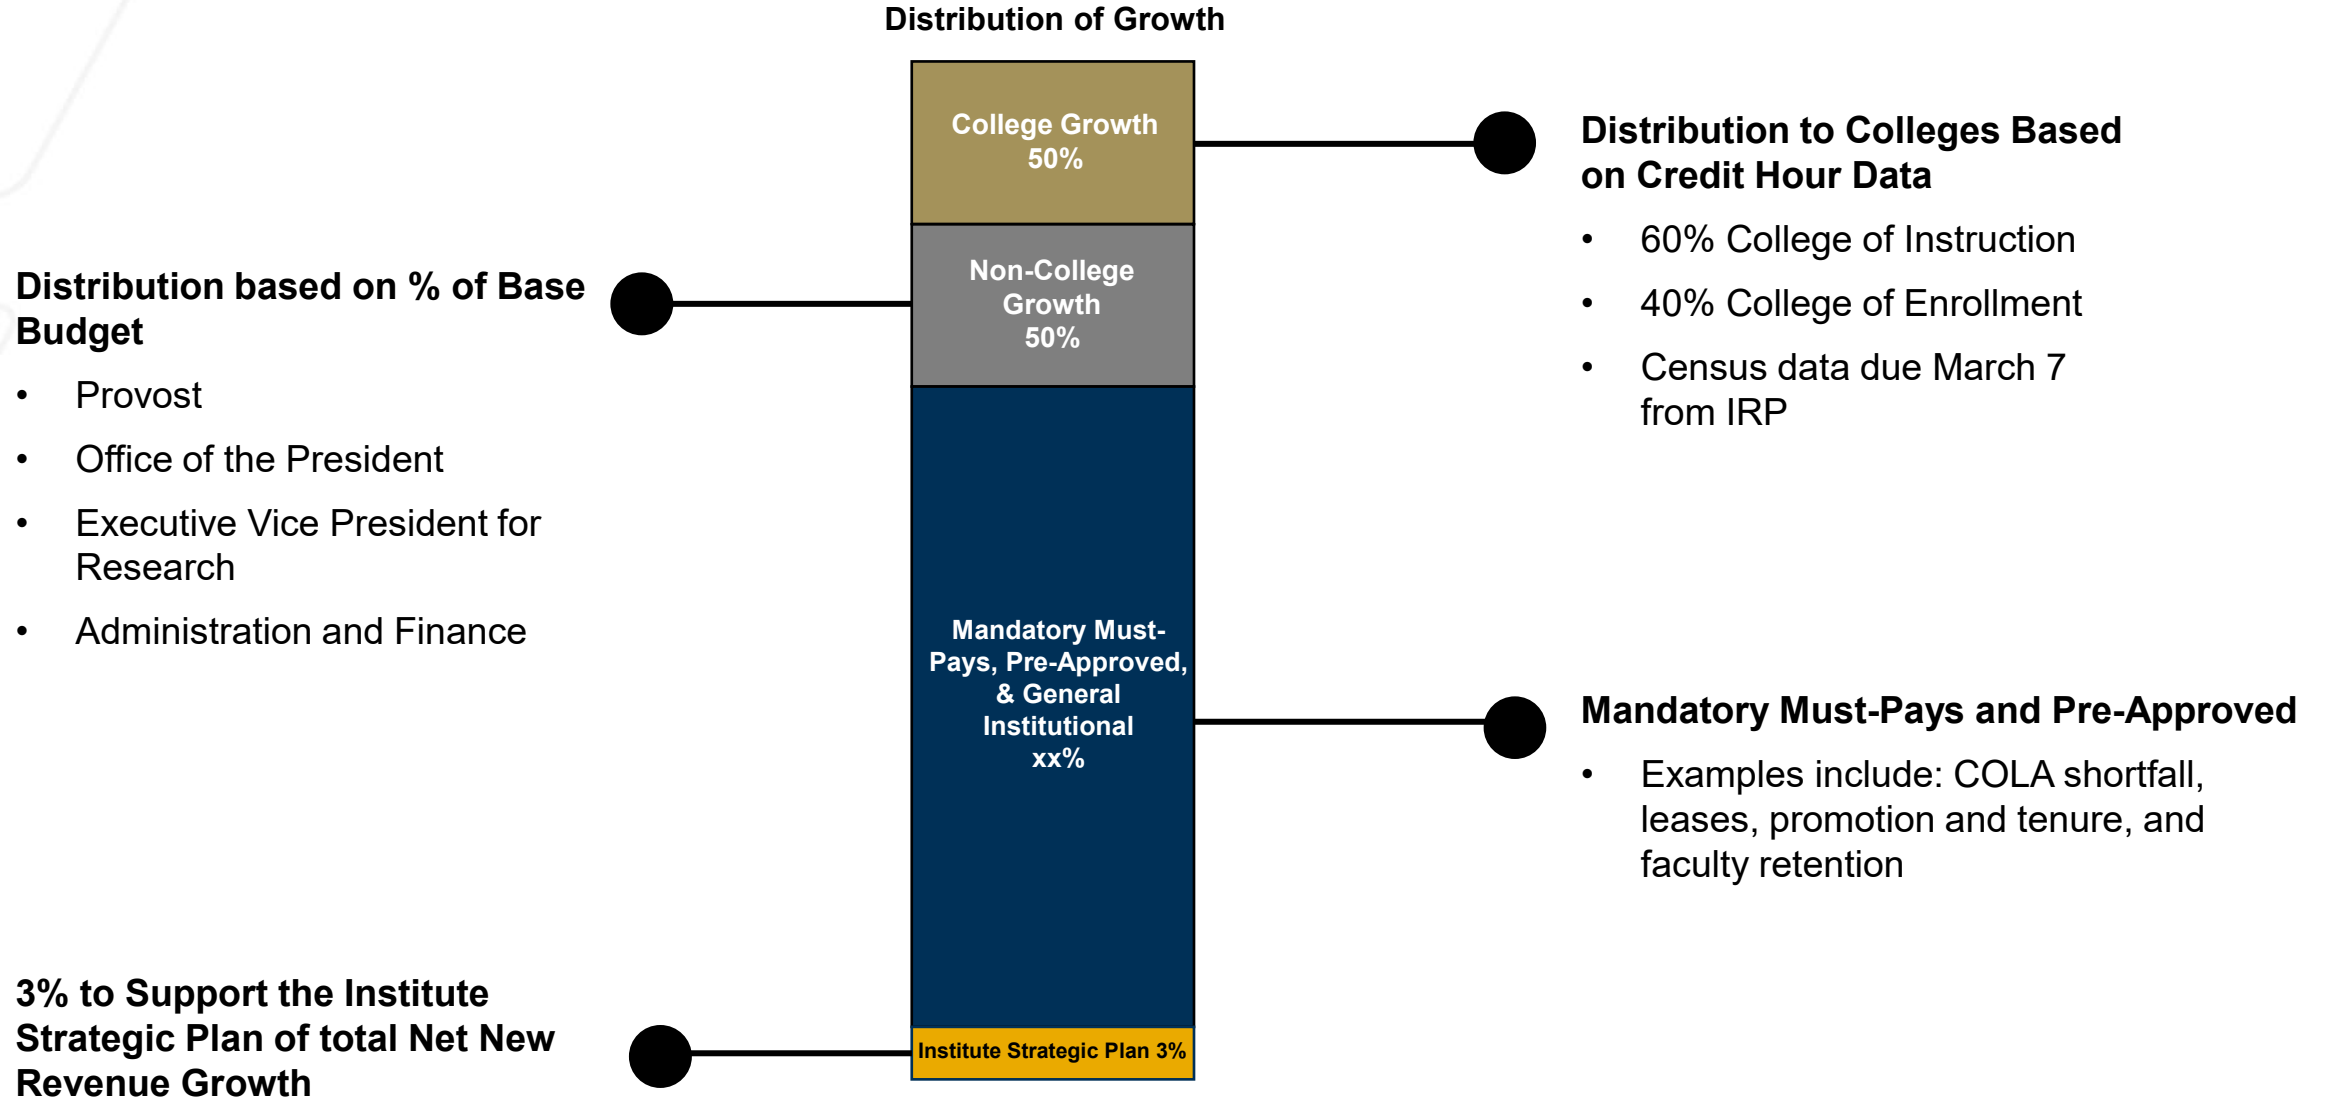 Distribution of Growth
College Growth
50%
Non-College
Growth
50%
Mandatory Must-
Pays, Pre-Approved,
& General
Institutional
xx%
Institute Strategic Plan 3%
Distribution based on % of Base
Budget
• Provost
• Office of the President
• Executive Vice President for
Research
• Administration and Finance
3% to Support the Institute
Strategic Plan of total Net New
Revenue Growth
Distribution to Colleges Based
on Credit Hour Data
• 60% College of Instruction
• 40% College of Enrollment
• Census data due March 7
from IRP
Mandatory Must-Pays and Pre-Approved
• Examples include: COLA shortfall,
leases, promotion and tenure, and
faculty retention